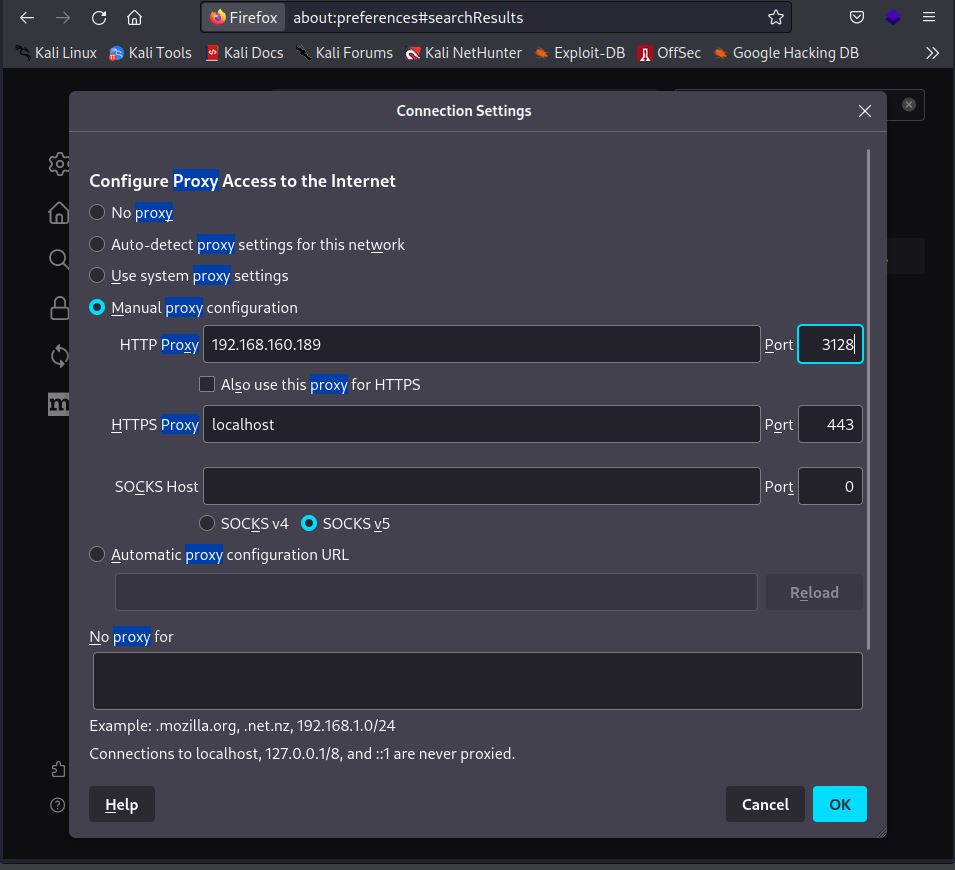 Firefox about:preferences#searchResults
Kali Linux Kali Tools Kali Docs Kali Forums Kali NetHunter Exploit-DB OffSec Google Hacking DB
Connection Settings
Configure Proxy Access to the Internet
No proxy
Auto-detect proxy settings for this network
Use system proxy settings
Manual proxy configuration
HTTP Proxy 192.168.160.189 Port 3128
Also use this proxy for HTTPS
HTTPS Proxy localhost Port 443
SOCKS Host Port 0
SOCKS v4 SOCKS v5
Automatic proxy configuration URL
Reload
No proxy for
Example: .mozilla.org, .net.nz, 192.168.1.0/24
Connections to localhost, 127.0.0.1/8, and ::1 are never proxied.
Help Cancel OK